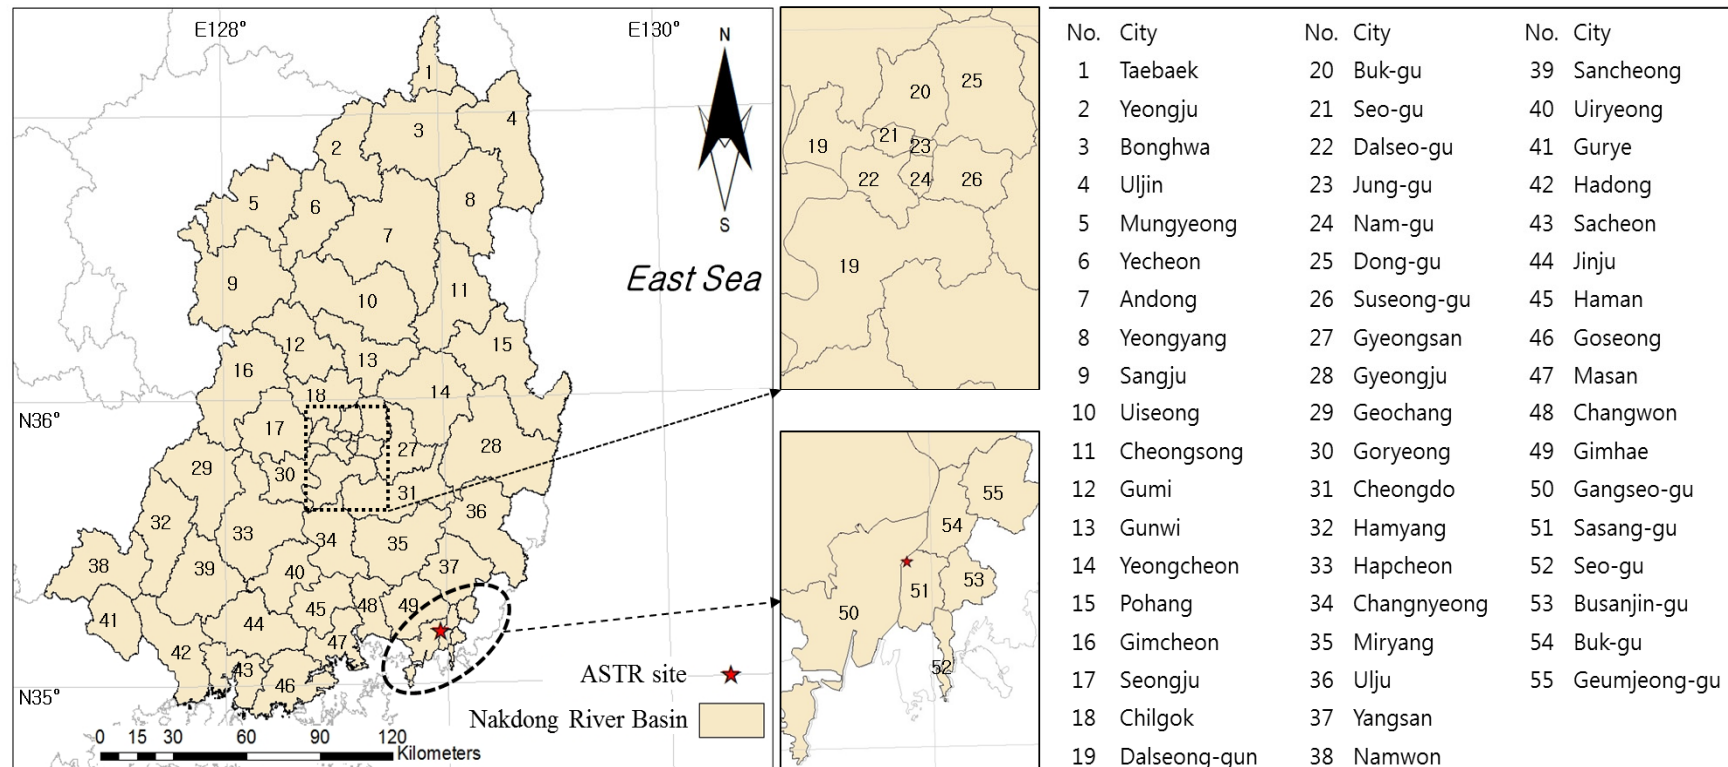 E128°
E130°
N
S
East Sea
N36°
N35°
1
2
3
4
5
6
7
8
9
10
11
12
13
14
15
16
17
18
27
28
29
30
31
32
33
34
35
36
37
38
39
40
41
42
43
44
45
46
47
48
49
ASTR site
Nakdong River Basin
0 15 30 60 90 120
Kilometers
20
25
19
21
23
22
24
26
19
55
54
53
51
50
52
No. City No. City No. City
1 Taebaek 20 Buk-gu 39 Sancheong
2 Yeongju 21 Seo-gu 40 Uiryeong
3 Bonghwa 22 Dalseo-gu 41 Gurye
4 Uljin 23 Jung-gu 42 Hadong
5 Mungyeong 24 Nam-gu 43 Sacheon
6 Yecheon 25 Dong-gu 44 Jinju
7 Andong 26 Suseong-gu 45 Haman
8 Yeongyang 27 Gyeongsan 46 Goseong
9 Sangju 28 Gyeongju 47 Masan
10 Uiseong 29 Geochang 48 Changwon
11 Cheongsong 30 Goryeong 49 Gimhae
12 Gumi 31 Cheongdo 50 Gangseo-gu
13 Gunwi 32 Hamyang 51 Sasang-gu
14 Yeongcheon 33 Hapcheon 52 Seo-gu
15 Pohang 34 Changnyeong 53 Busanjin-gu
16 Gimcheon 35 Miryang 54 Buk-gu
17 Seongju 36 Ulju 55 Geumjeong-gu
18 Chilgok 37 Yangsan
19 Dalseong-gun 38 Namwon